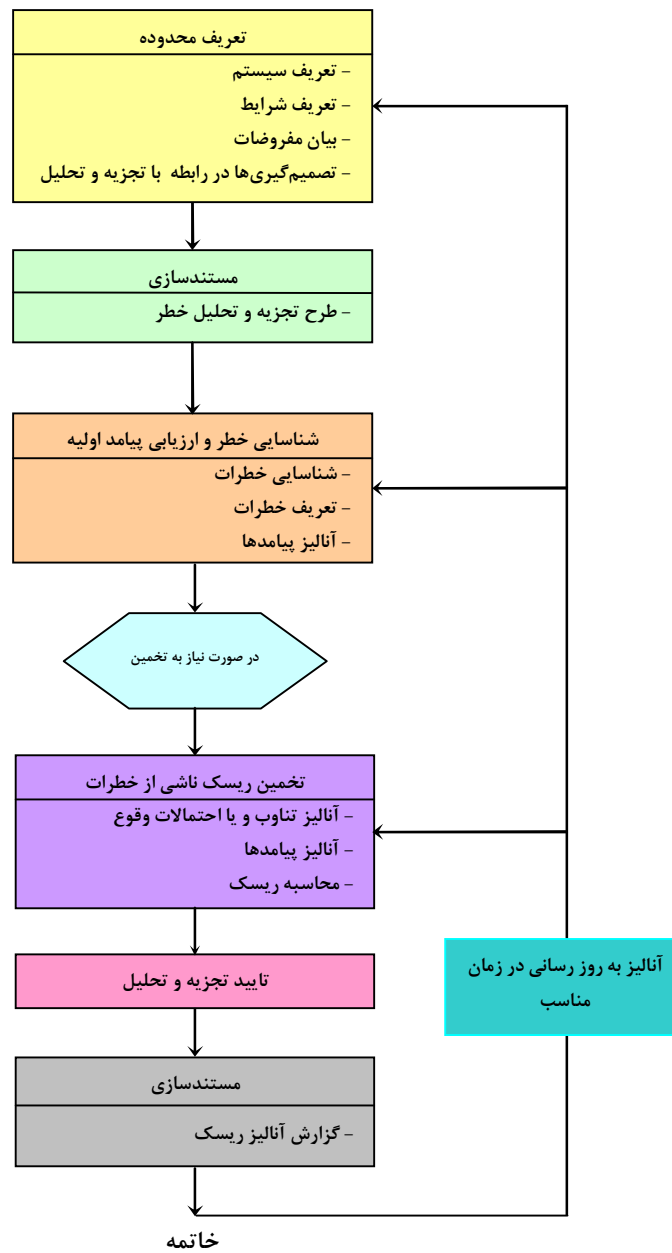 تعریف محدوده
- تعریف سیستم
- تعریف شرایط
- بیان مفروضات
- تصمیم‌گیری‌ها در رابطه با تجزیه و تحلیل
مستندسازی
- طرح تجزیه و تحلیل خطر
شناسایی خطر و ارزیابی پیامد اولیه
- شناسایی خطرات
- تعریف خطرات
- آنالیز پیامدها
در صورت نیاز به تخمین
تخمین ریسک ناشی از خطرات
- آنالیز تناوب و یا احتمالات وقوع
- آنالیز پیامدها
- محاسبه ریسک
آنالیز به روز رسانی در زمان
مناسب
تایید تجزیه و تحلیل
مستندسازی
- گزارش آنالیز ریسک
خاتمه